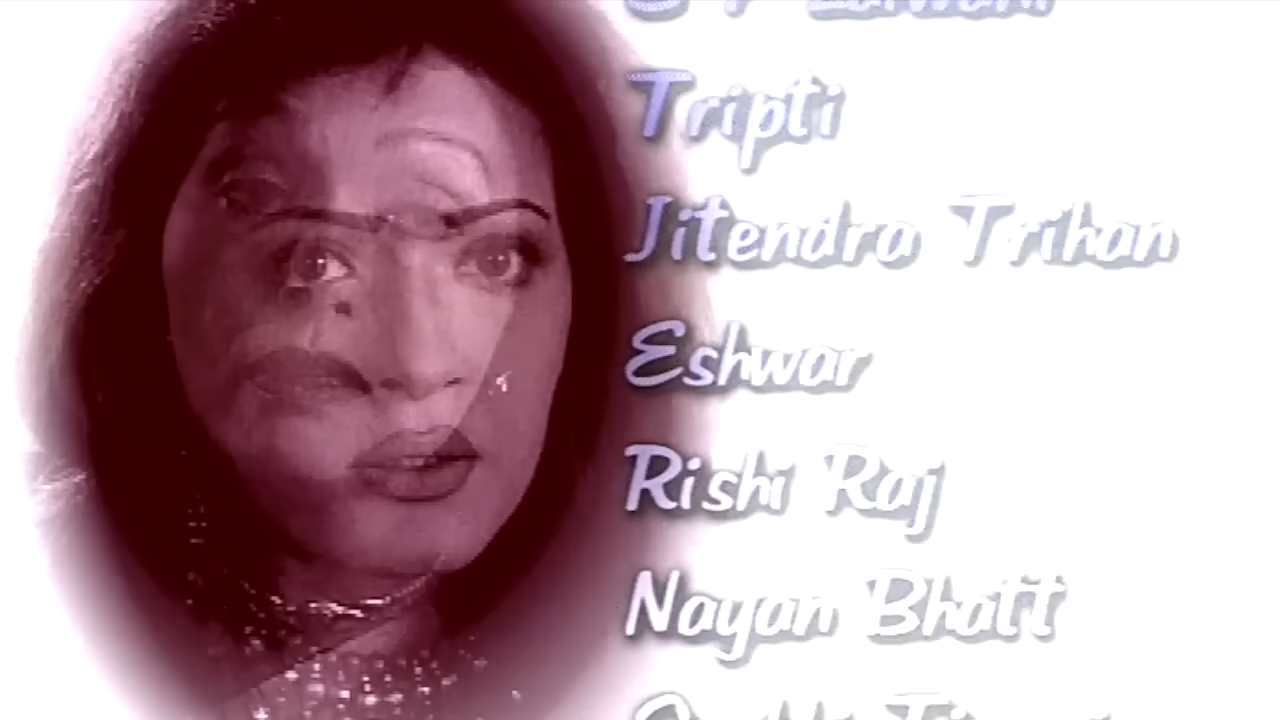 Tripti
Jitendra Trihan
Eshwar
Rishi Raj
Nayan Bhatt